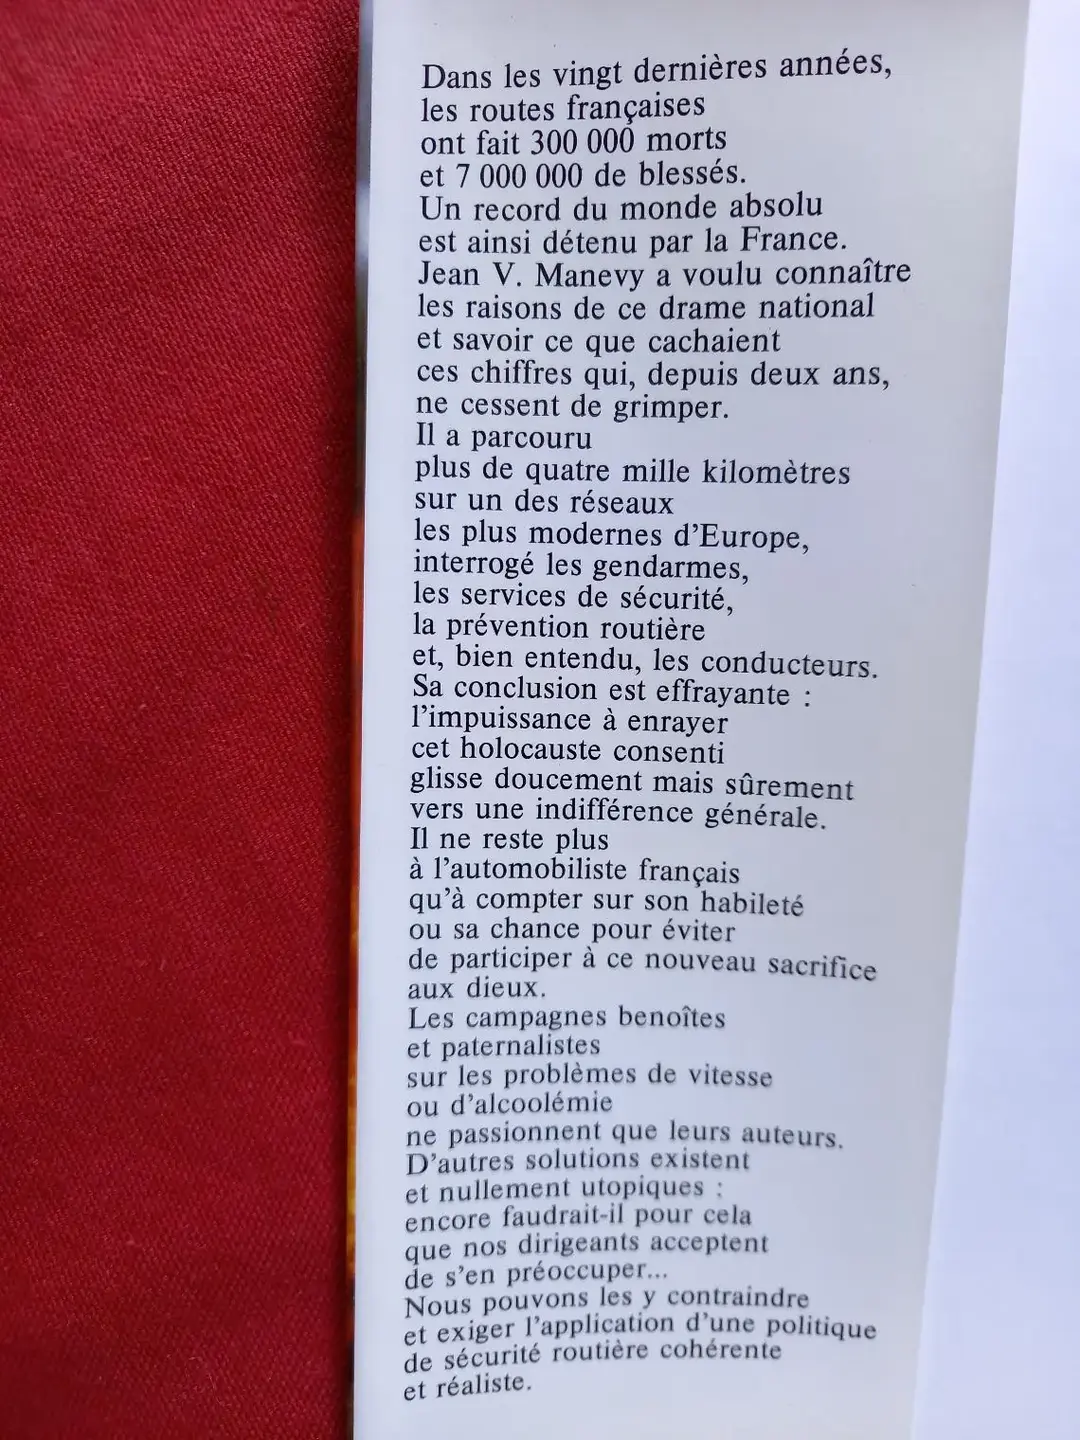 Dans les vingt dernières années,
les routes françaises
ont fait 300 000 morts
et 7 000 000 de blessés.
Un record du monde absolu
est ainsi détenu par la France.
Jean V. Manevy a voulu connaître
les raisons de ce drame national
et savoir ce que cachaient
ces chiffres qui, depuis deux ans,
ne cessent de grimper.
Il a parcouru
plus de quatre mille kilomètres
sur un des réseaux
les plus modernes d'Europe,
interrogé les gendarmes,
les services de sécurité,
la prévention routière
et, bien entendu, les conducteurs.
Sa conclusion est effrayante :
l'impuissance à enrayer
cet holocauste consenti
glisse doucement mais sûrement
vers une indifférence générale.
Il ne reste plus
à l'automobiliste français
qu'à compter sur son habileté
ou sa chance pour éviter
de participer à ce nouveau sacrifice
aux dieux.
Les campagnes benoîtes
et paternalistes
sur les problèmes de vitesse
ou d'alcoolémie
ne passionnent que leurs auteurs.
D'autres solutions existent
et nullement utopiques :
encore faudrait-il pour cela
que nos dirigeants acceptent
de s'en préoccuper...
Nous pouvons les y contraindre
et exiger l'application d'une politique
de sécurité routière cohérente
et réaliste.